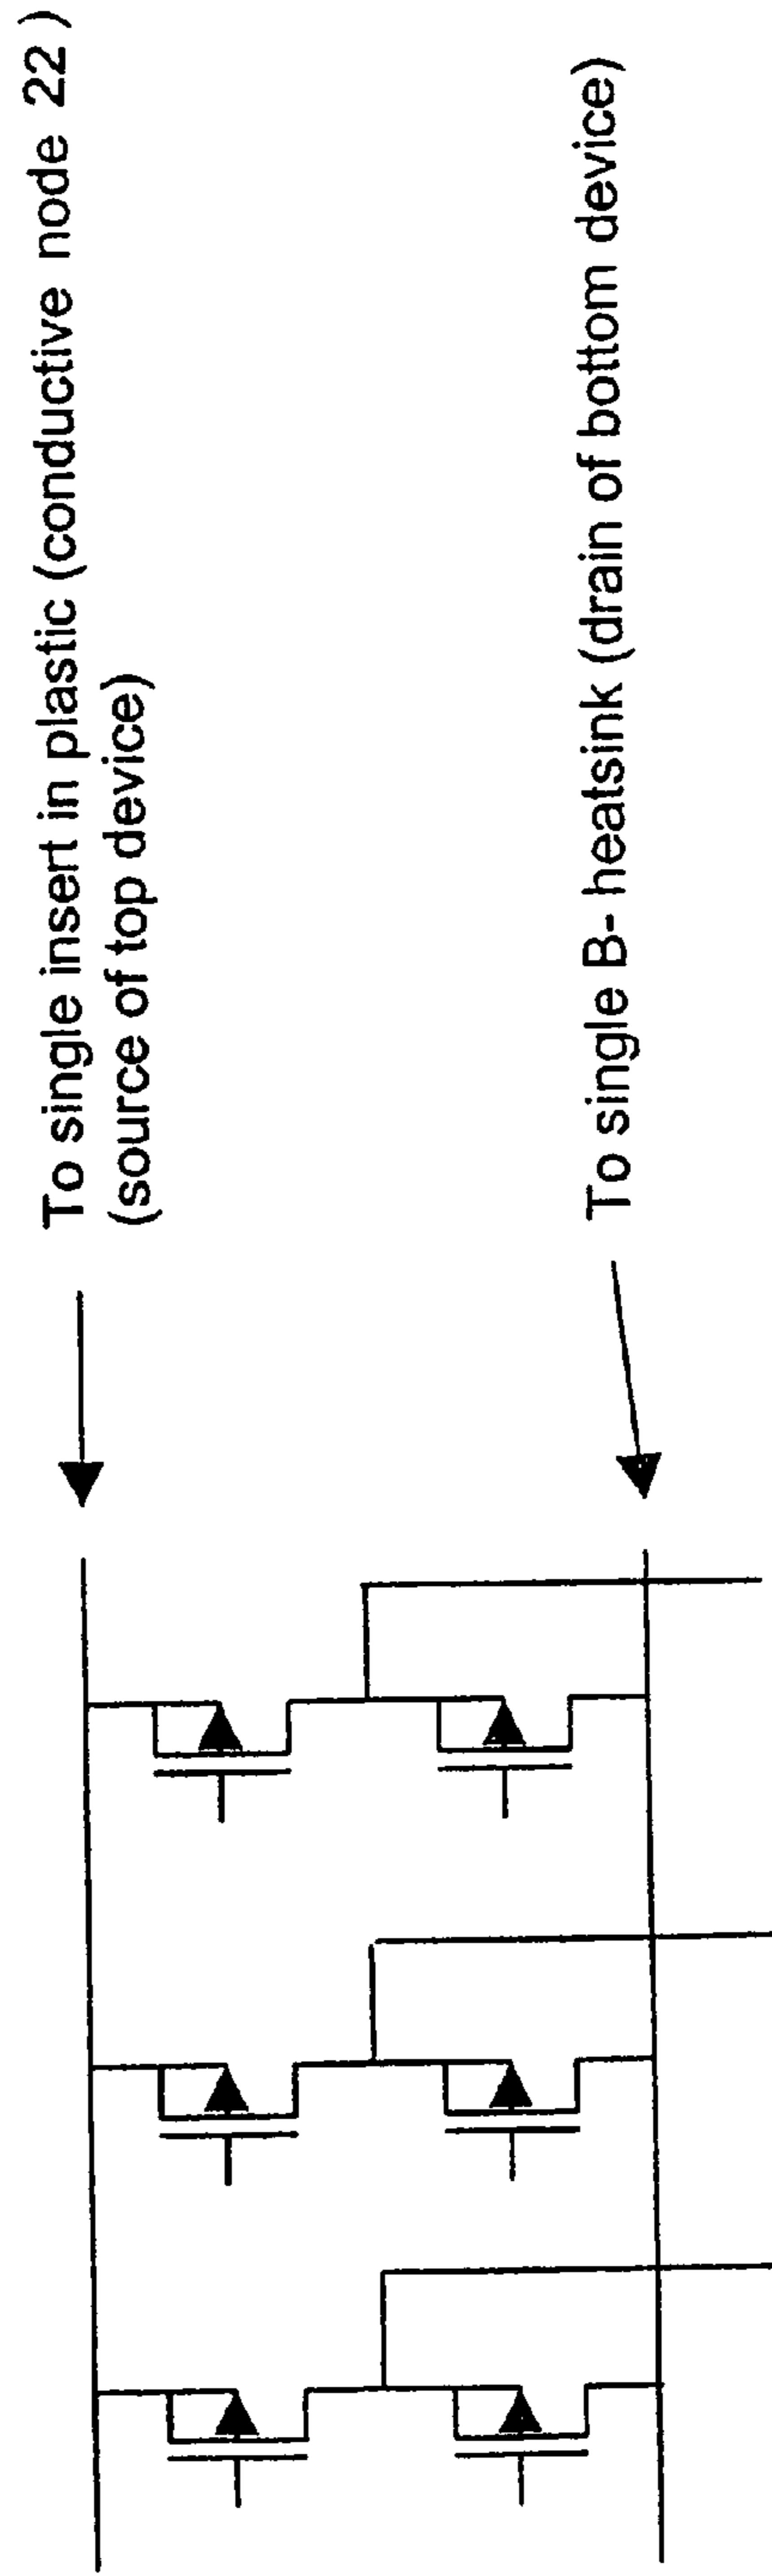 To single insert in plastic (conductive node 22 )
(source of top device)
To single B- heatsink (drain of bottom device)